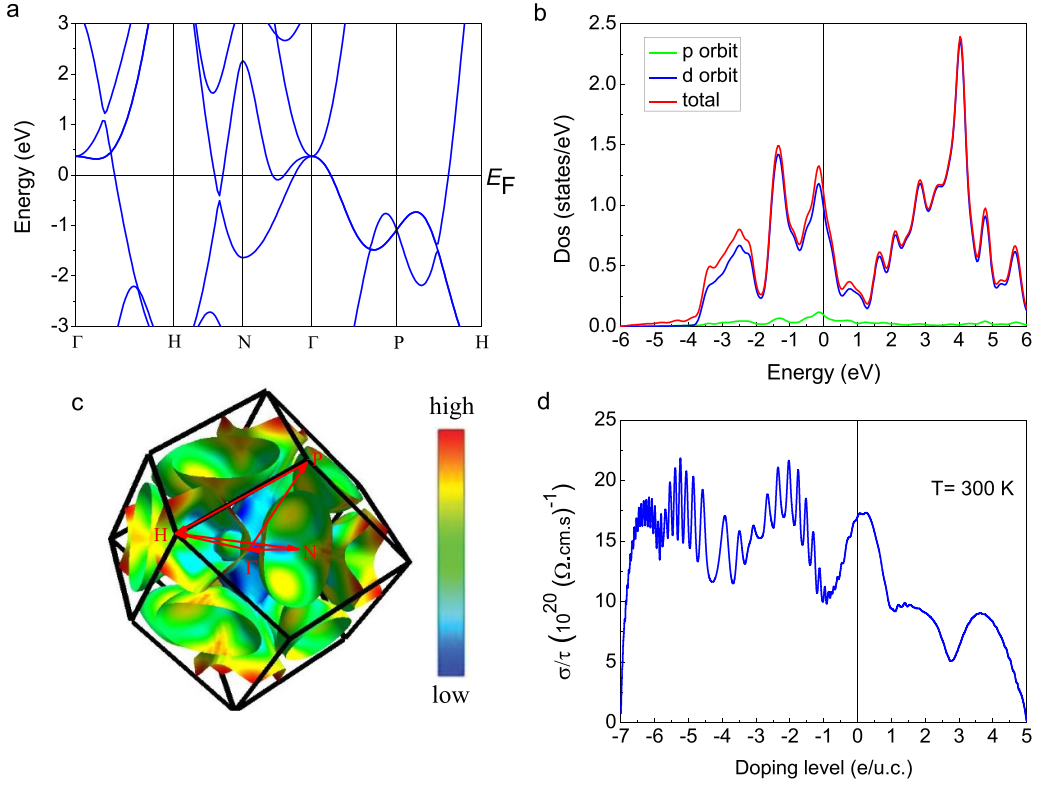 a
3
2
1
0
-1
-2
-3
Energy (eV)
EF
Γ H N Γ P H
b
2.5
2.0
1.5
1.0
0.5
0.0
Dos (states/eV)
p orbit
d orbit
total
-6 -5 -4 -3 -2 -1 0 1 2 3 4 5 6
Energy (eV)
c
high
low
P
H
N
Γ
d
25
20
15
10
5
0
σ/τ (10²⁰ (Ω.cm.s)⁻¹)
T= 300 K
-7 -6 -5 -4 -3 -2 -1 0 1 2 3 4 5
Doping level (e/u.c.)